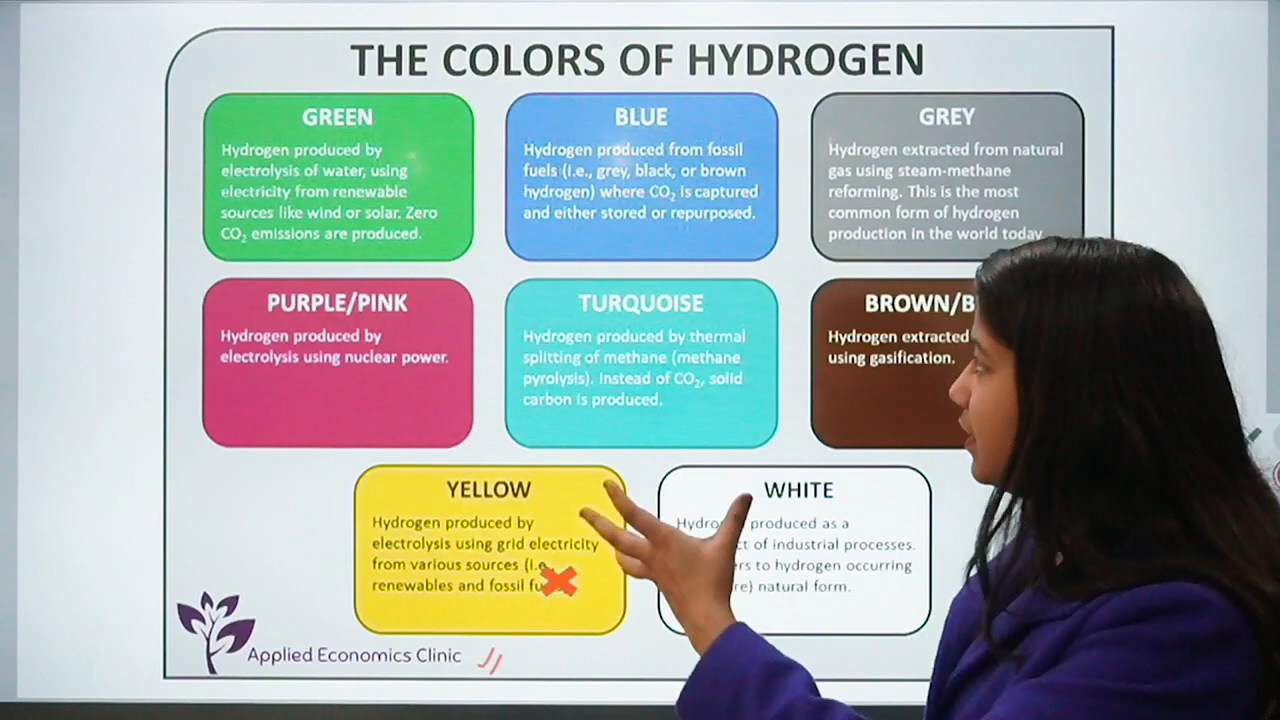 THE COLORS OF HYDROGEN
GREEN
Hydrogen produced by
electrolysis of water, using
electricity from renewable
sources like wind or solar. Zero
CO₂ emissions are produced.
BLUE
Hydrogen produced from fossil
fuels (i.e., grey, black, or brown
hydrogen) where CO₂ is captured
and either stored or repurposed.
GREY
Hydrogen extracted from natural
gas using steam-methane
reforming. This is the most
common form of hydrogen
production in the world today.
PURPLE/PINK
Hydrogen produced by
electrolysis using nuclear power.
TURQUOISE
Hydrogen produced by thermal
splitting of methane (methane
pyrolysis). Instead of CO₂, solid
carbon is produced.
BROWN/
Hydrogen extracted
using gasification.
YELLOW
Hydrogen produced by
electrolysis using grid electricity
from various sources (i.e.
renewables and fossil
WHITE
produced as a
of industrial processes.
to hydrogen occurring
natural form.
Applied Economics Clinic